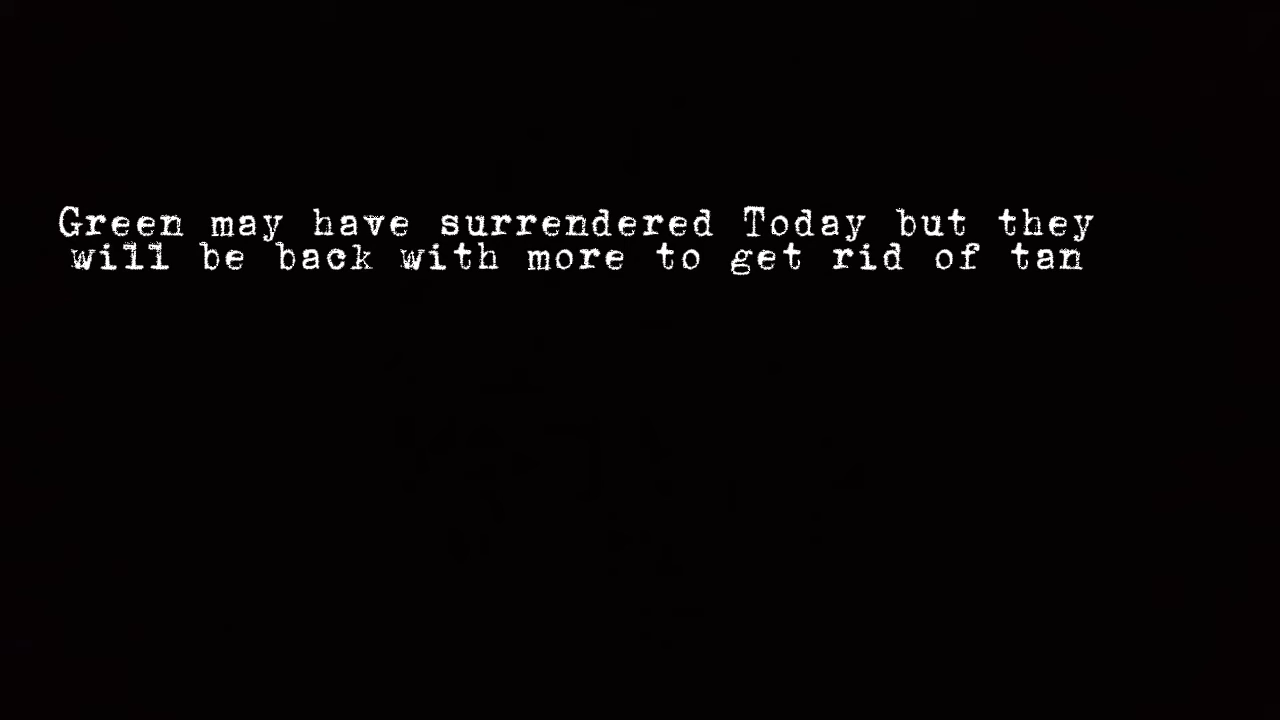 Green may have surrendered Today but they
will be back with more to get rid of tan